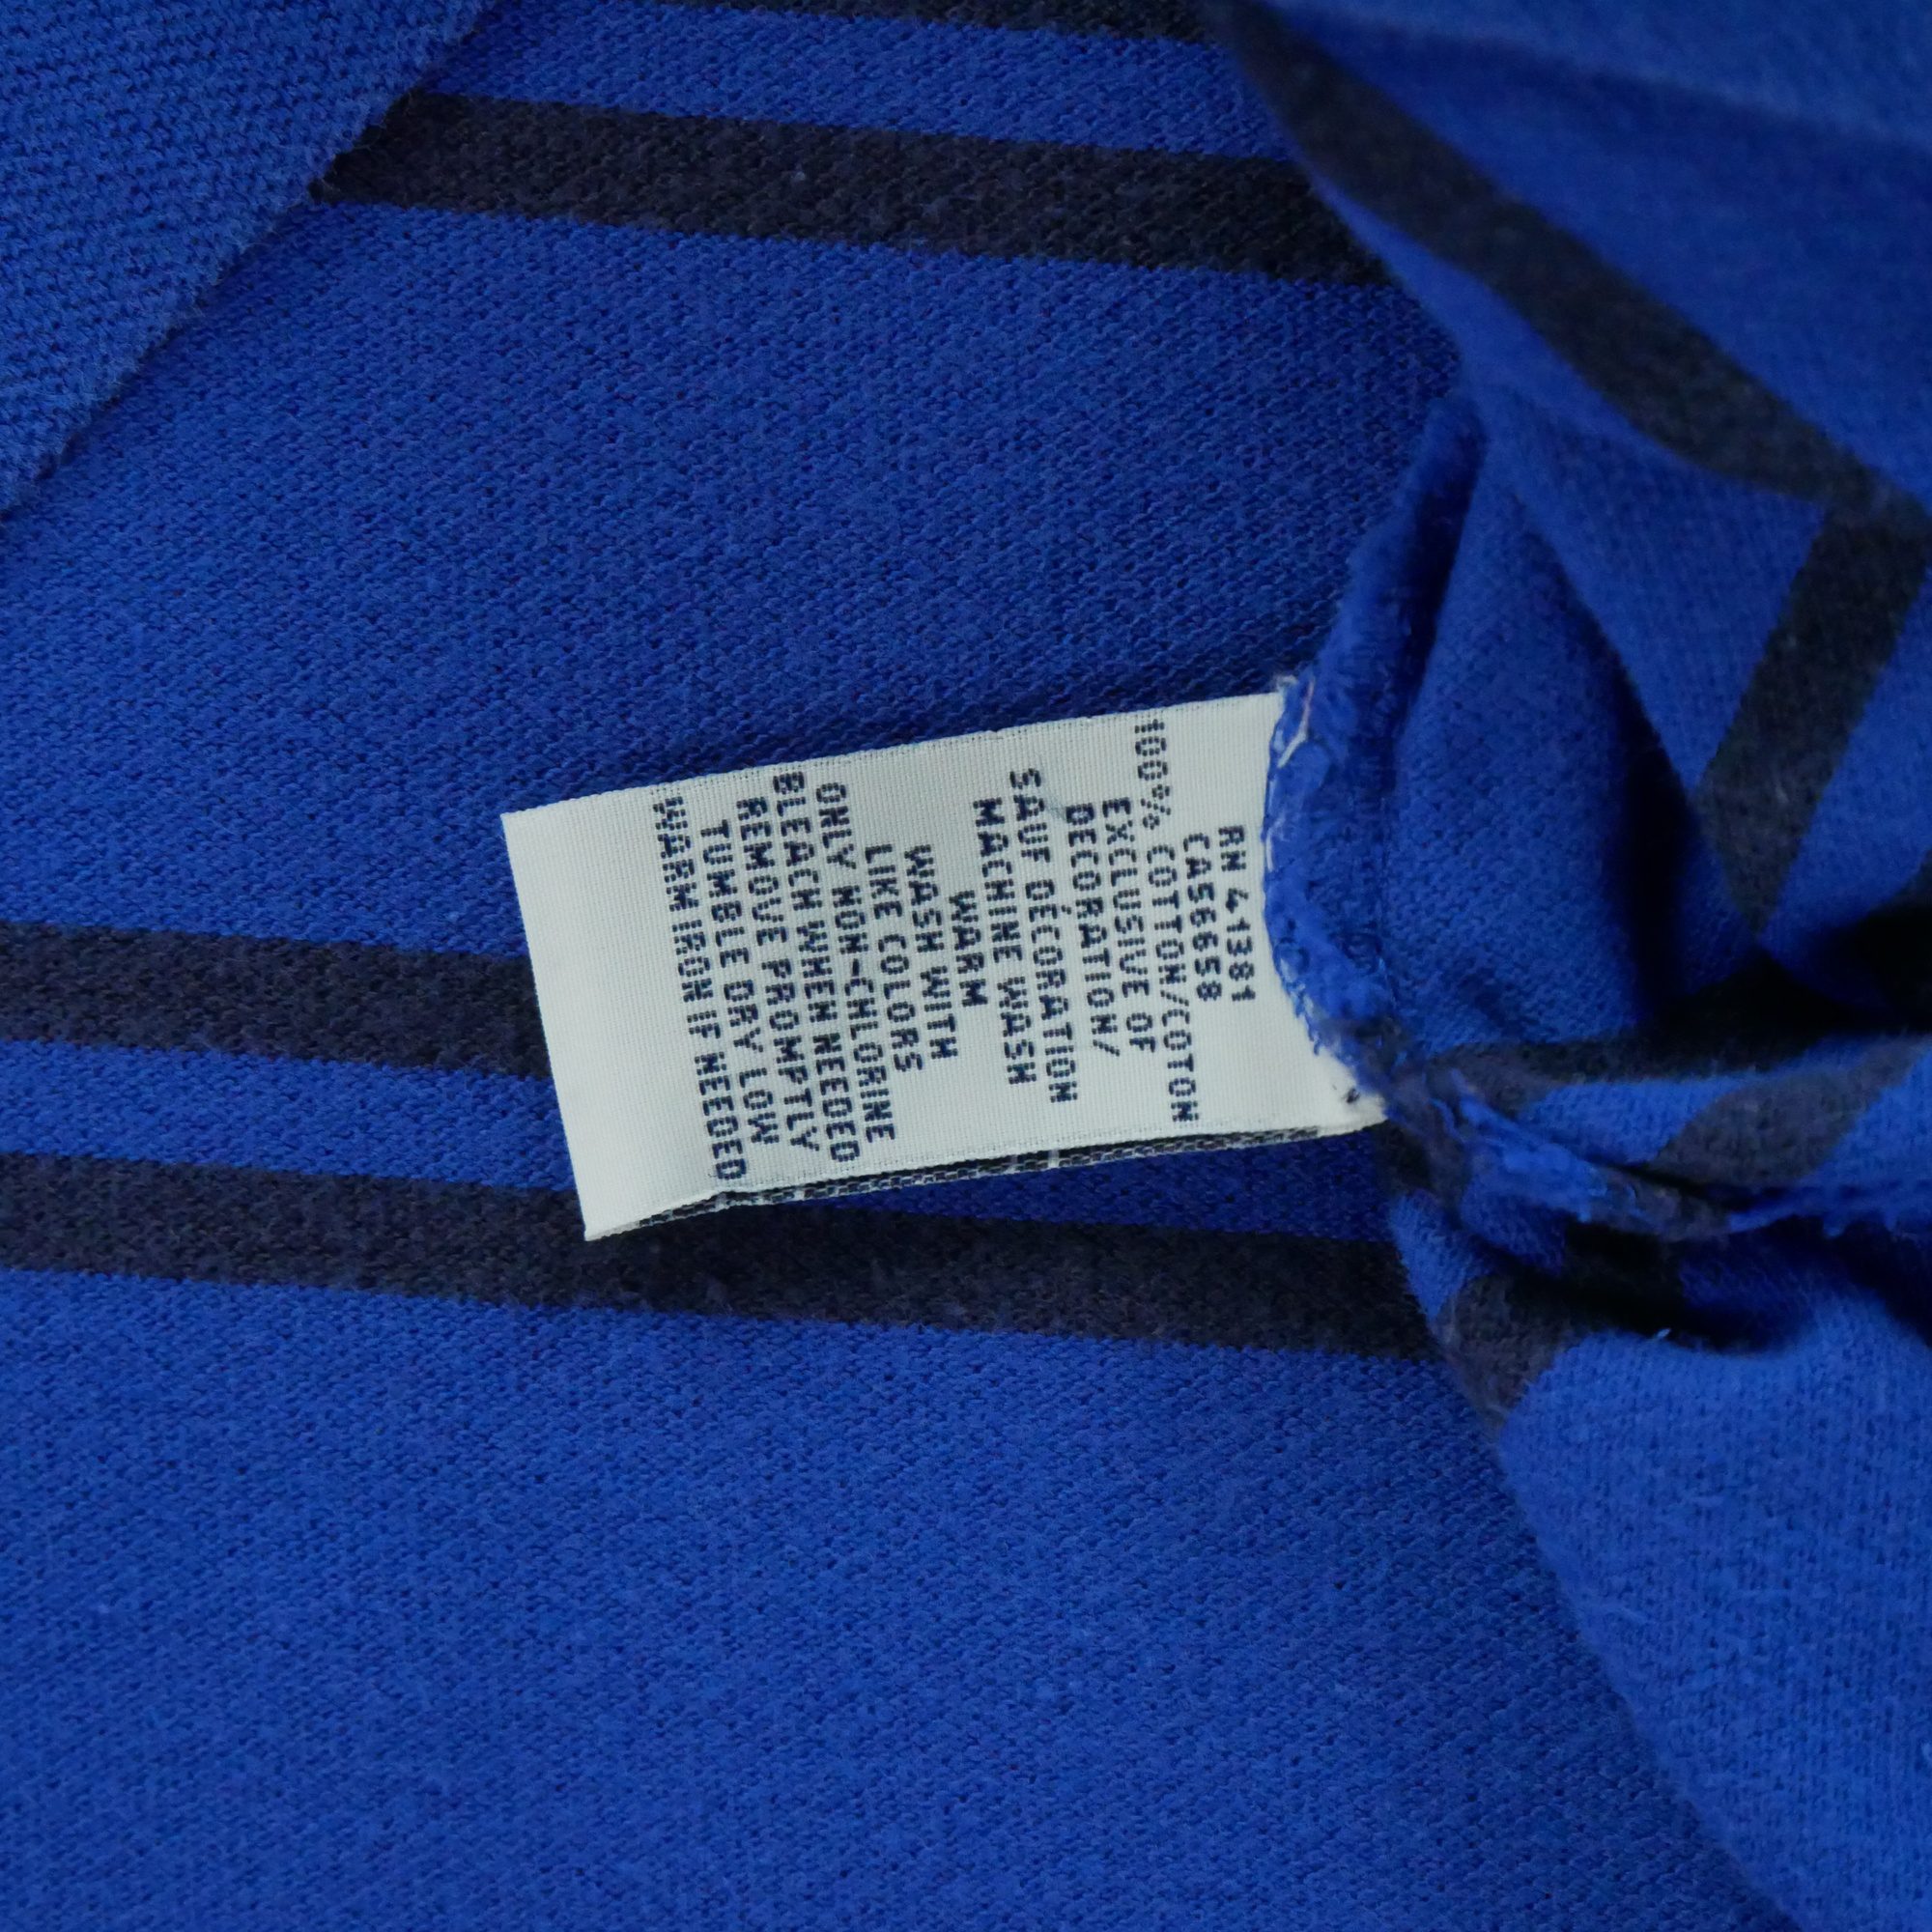 RN 41381
CA56658
100% COTTON/COTON
EXCLUSIVE OF
DECORATION/
SAUF DÉCORATION
MACHINE WASH
WARM
WASH WITH
LIKE COLORS
ONLY NON-CHLORINE
BLEACH WHEN NEEDED
REMOVE PROMPTLY
TUMBLE DRY LOW
WARM IRON IF NEEDED